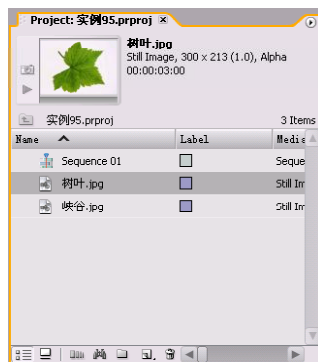 Project: 实例95.prproj
树叶.jpg
Still Image, 300 x 213 (1.0), Alpha
00:00:03:00
实例95.prproj 3 Items
Name Label Media
Sequence 01 Seque
树叶.jpg Still Im
峡谷.jpg Still Im